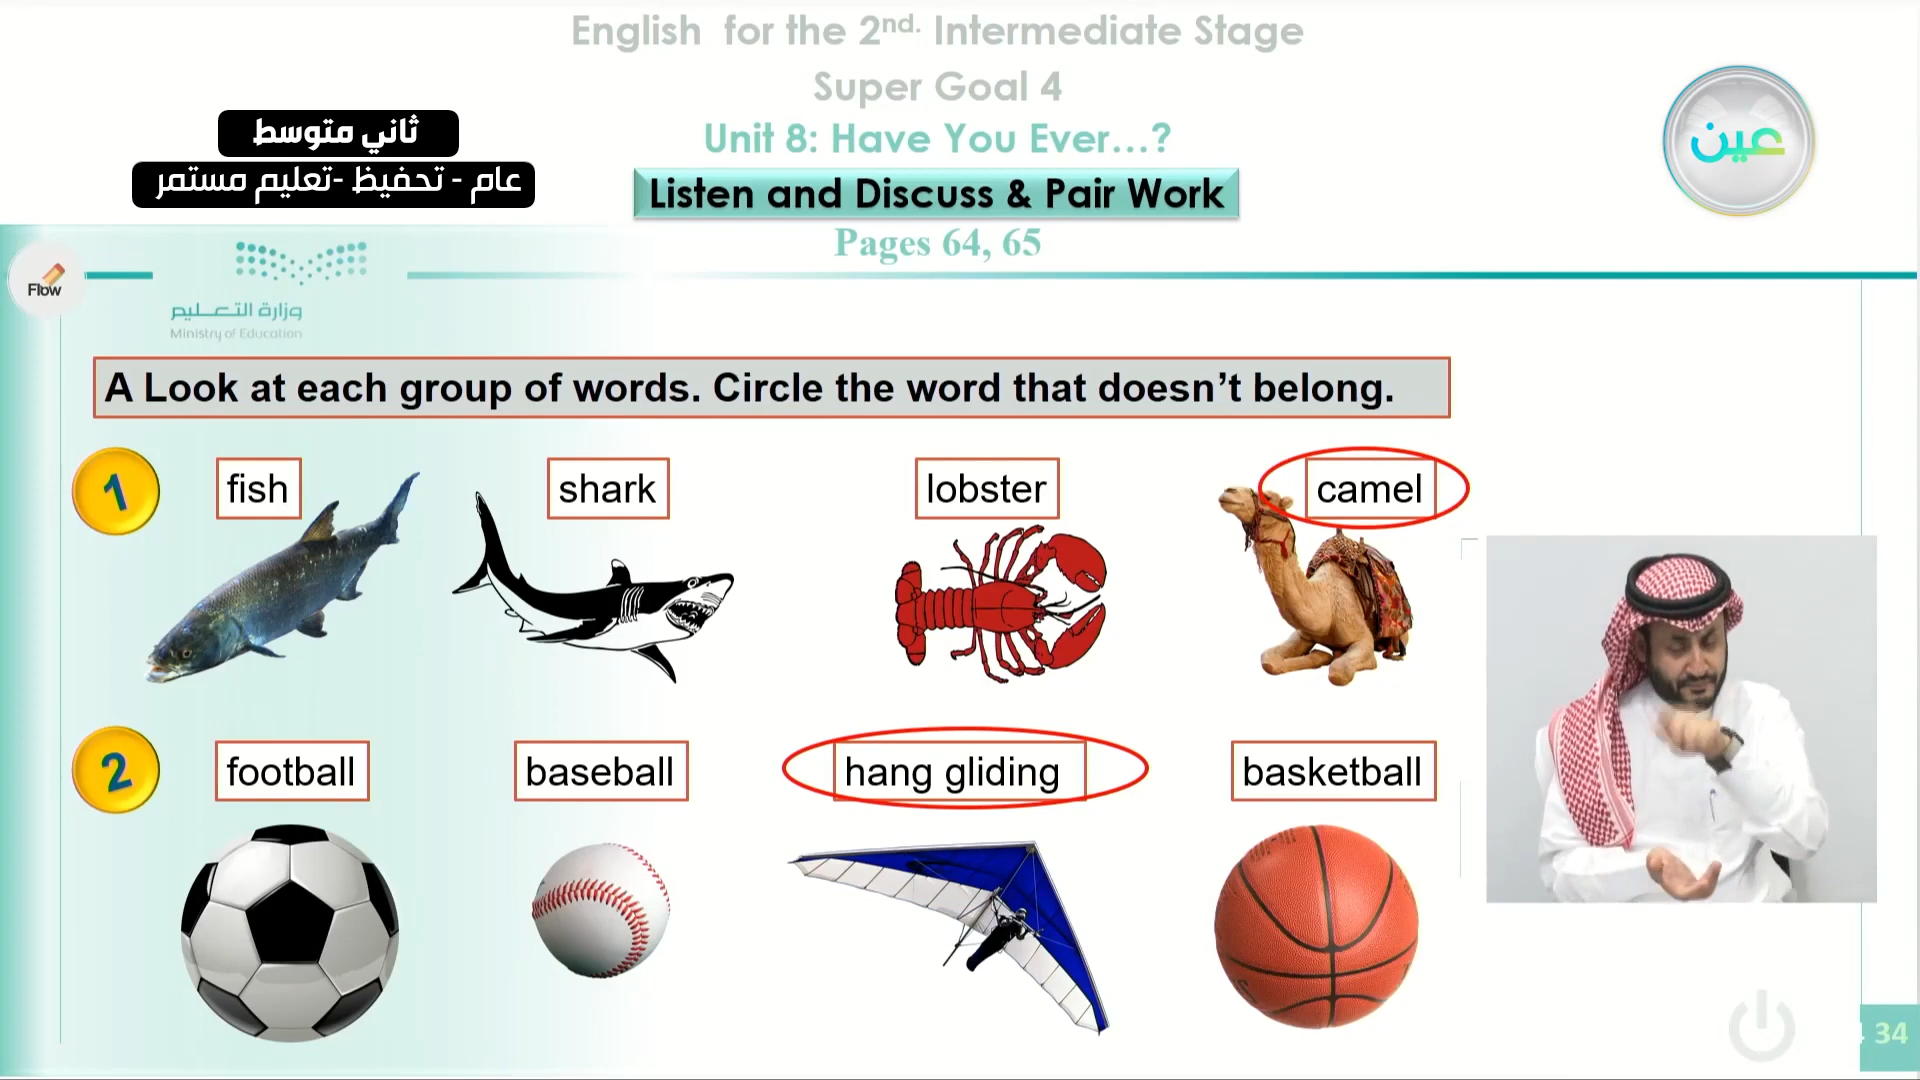 English for the 2nd. Intermediate Stage
Super Goal 4
ثاني متوسط
Unit 8: Have You Ever...?
عين
عام - تحفيظ -تعليم مستمر
Listen and Discuss & Pair Work
Pages 64, 65
Flow
وزارة التعليم
Ministry of Education
A Look at each group of words. Circle the word that doesn’t belong.
1
fish
shark
lobster
camel
2
football
baseball
hang gliding
basketball
34